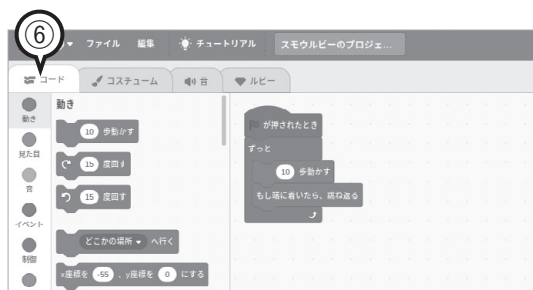 ⑥
ファイル 編集 チュートリアル スモウルビーのプロジェ...
コード コスチューム 音 ルビー
動き
見た目
音
イベント
制御
動き
10 歩動かす
15 度回す
15 度回す
どこかの場所 へ行く
x座標を -55 、y座標を 0 にする
が押されたとき
ずっと
10 歩動かす
もし端に着いたら、跳ね返る